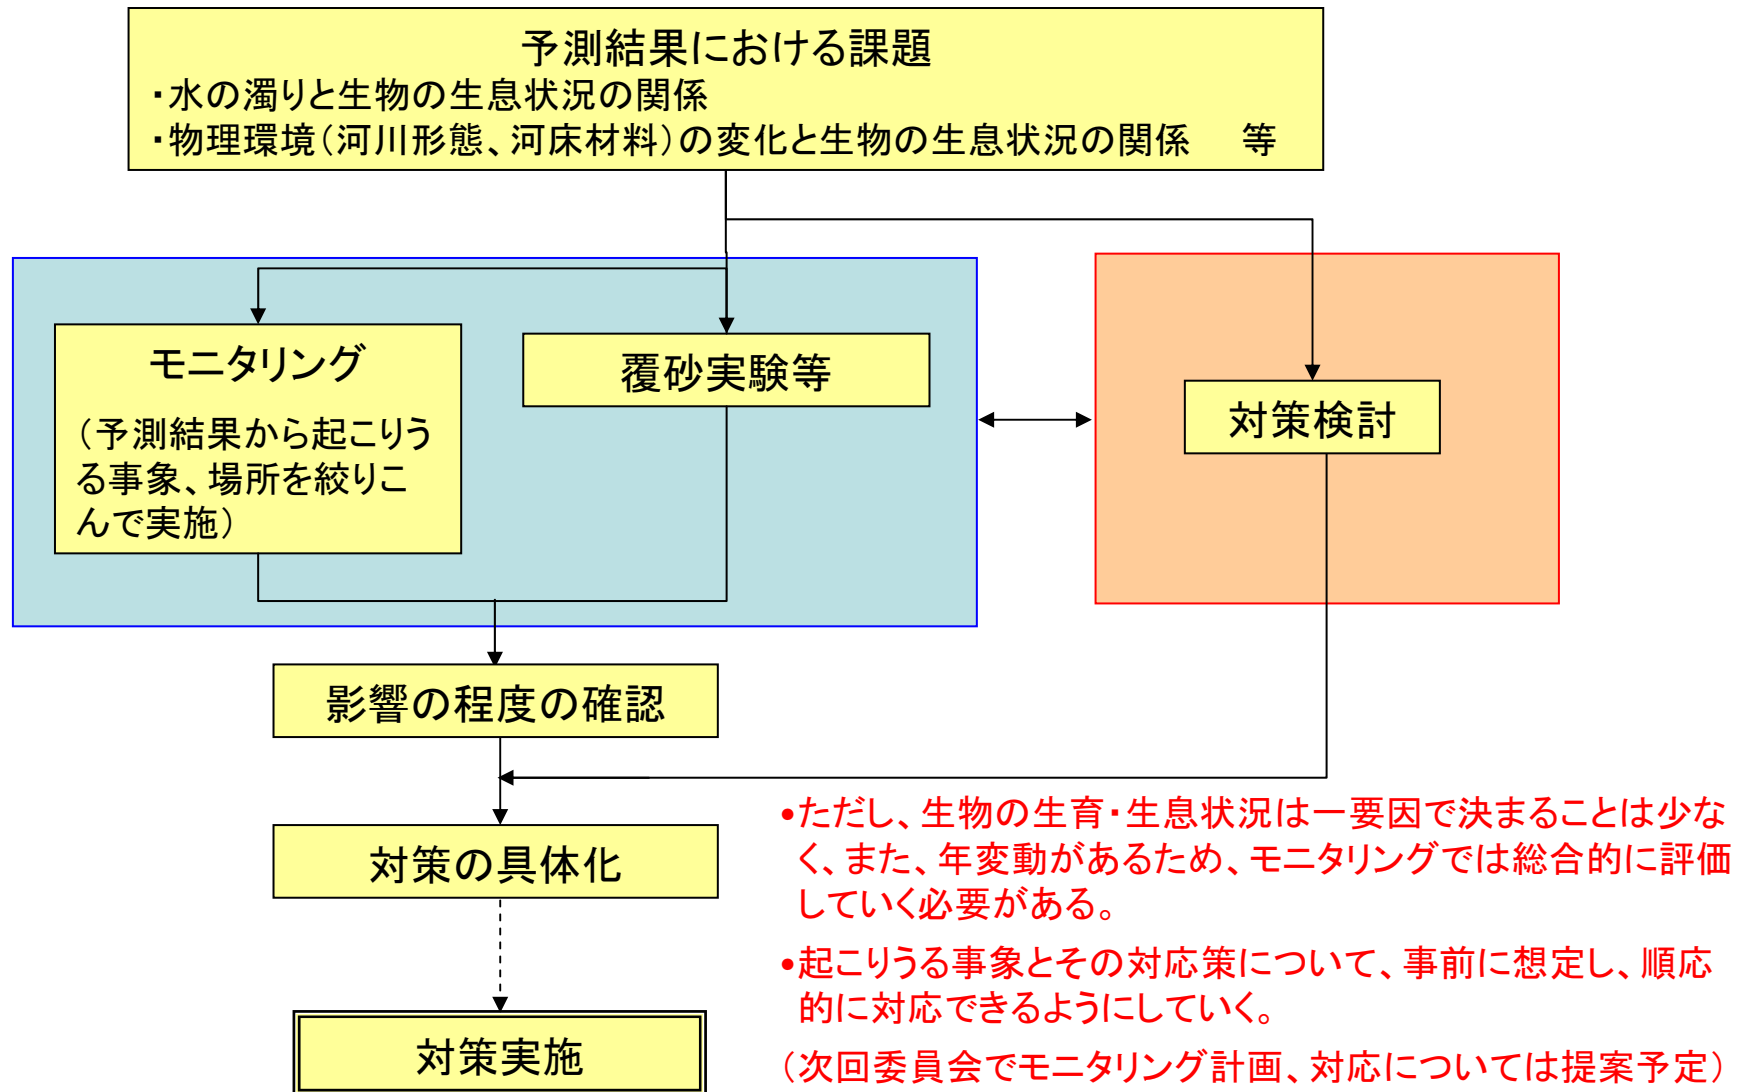 予測結果における課題
・水の濁りと生物の生息状況の関係
・物理環境（河川形態、河床材料）の変化と生物の生息状況の関係　等
モニタリング
（予測結果から起こりう
る事象、場所を絞りこ
んで実施）
覆砂実験等
対策検討
影響の程度の確認
対策の具体化
対策実施
•ただし、生物の生育・生息状況は一要因で決まることは少な
く、また、年変動があるため、モニタリングでは総合的に評価
していく必要がある。
•起こりうる事象とその対応策について、事前に想定し、順応
的に対応できるようにしていく。
（次回委員会でモニタリング計画、対応については提案予定）